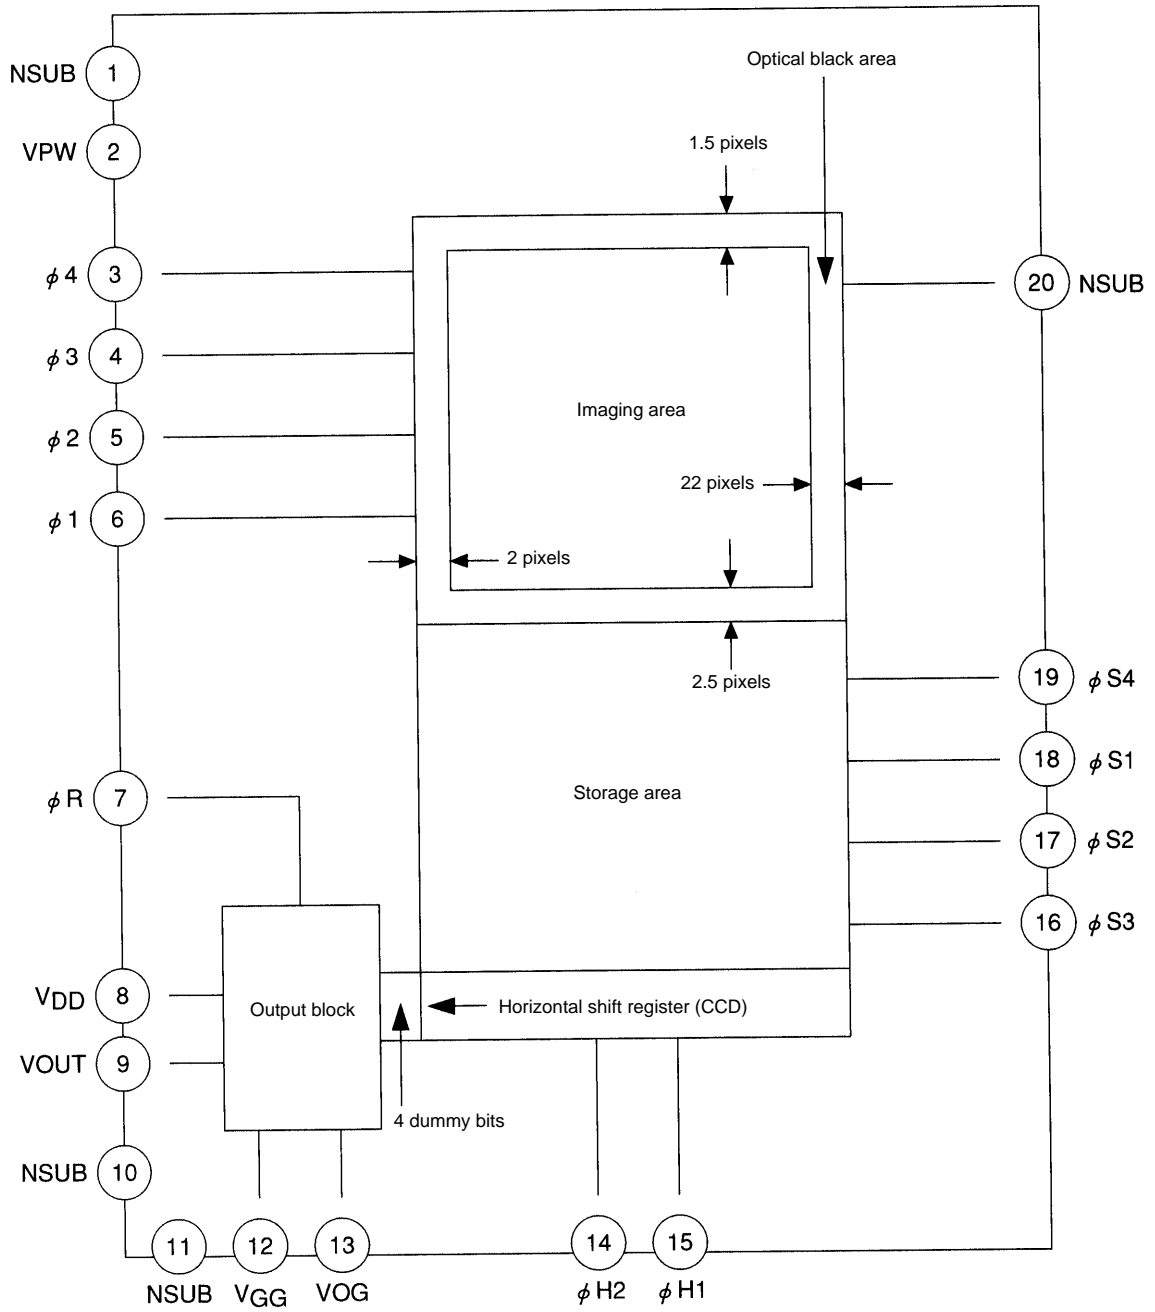 Optical black area
NSUB 1
1.5 pixels
VPW 2
ϕ4 3
20 NSUB
ϕ3 4
Imaging area
ϕ2 5
22 pixels
ϕ1 6
2 pixels
19 ϕS4
2.5 pixels
18 ϕS1
ϕR 7
Storage area
17 ϕS2
16 ϕS3
VDD 8
Output block
Horizontal shift register (CCD)
VOUT 9
4 dummy bits
NSUB 10
11 12 13 14 15
NSUB VGG VOG ϕH2 ϕH1